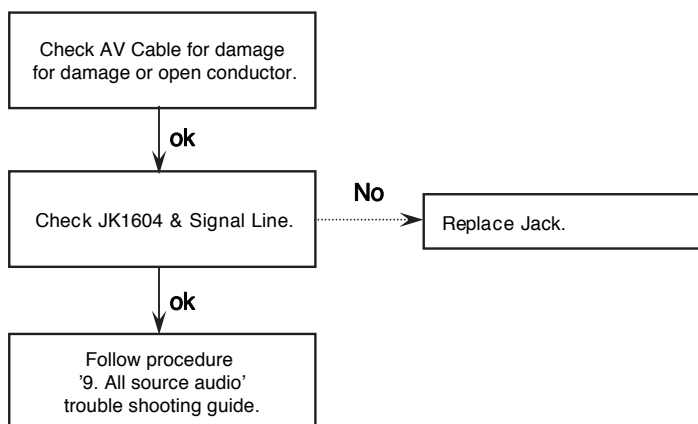 Check AV Cable for damage
for damage or open conductor.
ok
Check JK1604 & Signal Line.
No
Replace Jack.
ok
Follow procedure
’9. All source audio’
trouble shooting guide.